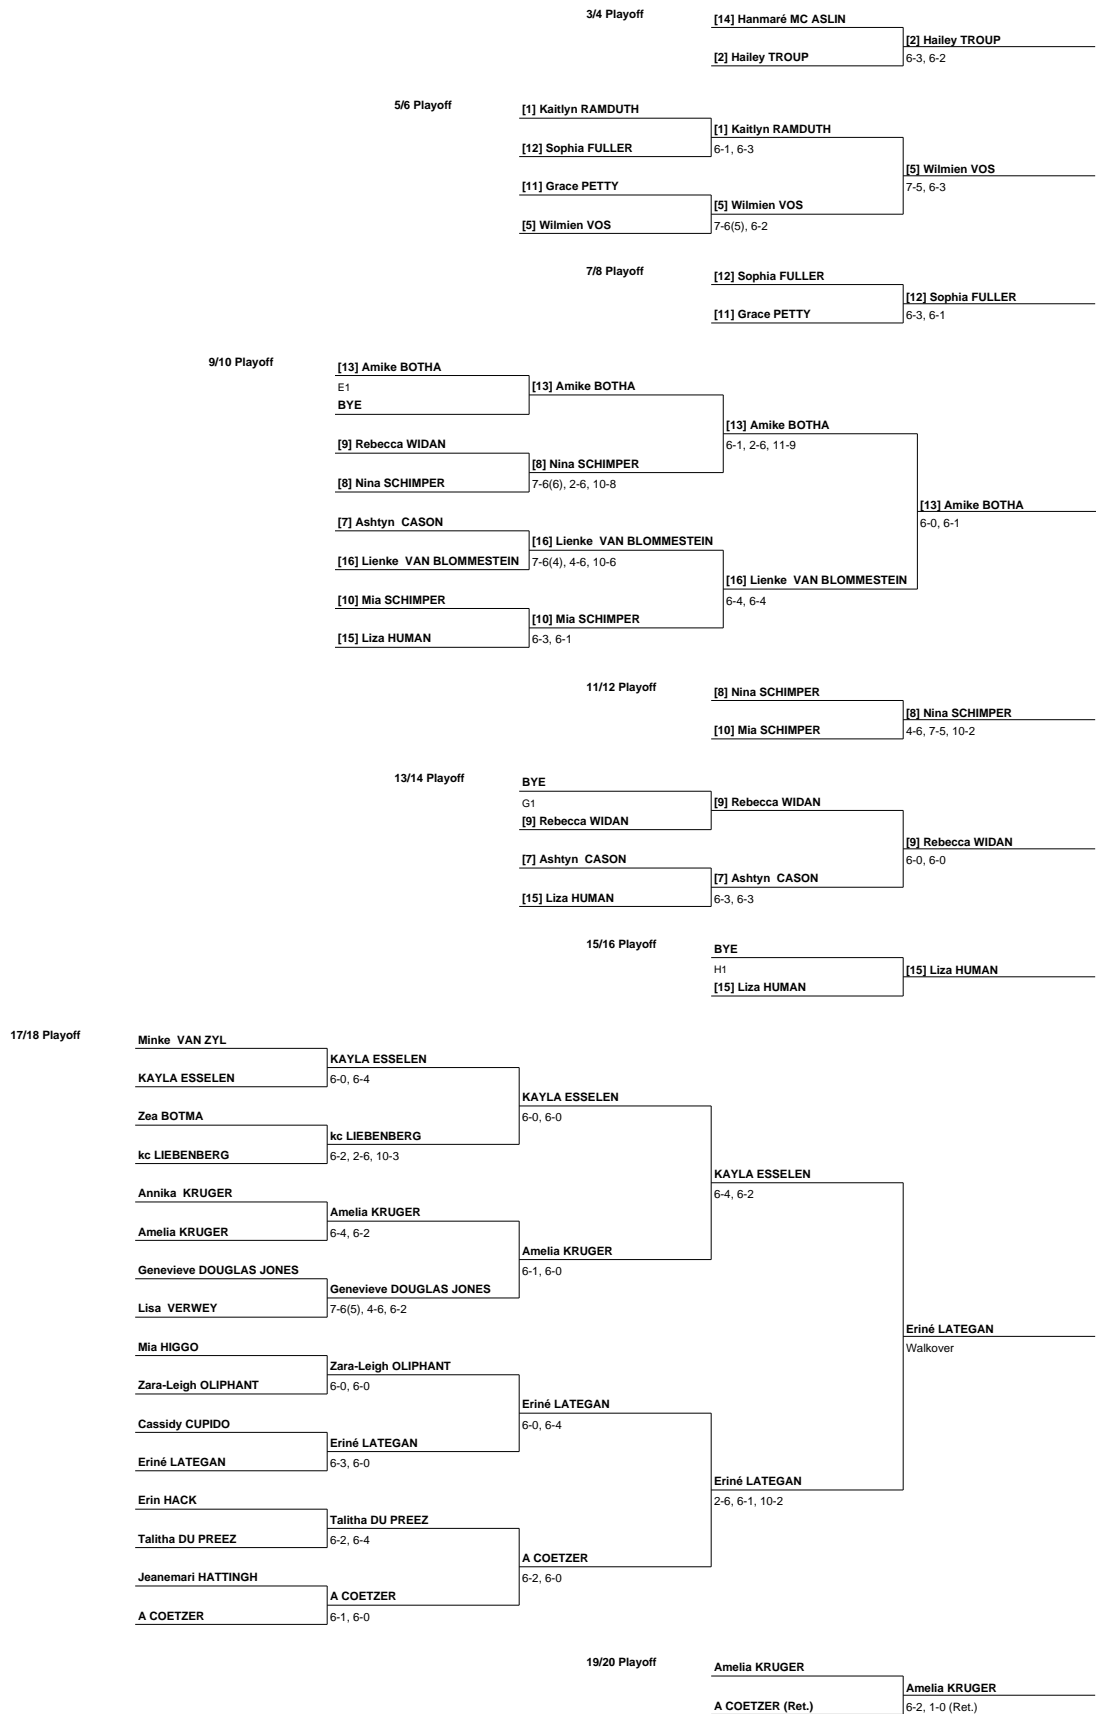 3/4 Playoff
[14] Hanmaré MC ASLIN
[2] Hailey TROUP
[2] Hailey TROUP
6-3, 6-2
5/6 Playoff
[1] Kaitlyn RAMDUTH
[1] Kaitlyn RAMDUTH
[12] Sophia FULLER
6-1, 6-3
[5] Wilmien VOS
[11] Grace PETTY
7-5, 6-3
[5] Wilmien VOS
[5] Wilmien VOS
7-6(5), 6-2
7/8 Playoff
[12] Sophia FULLER
[12] Sophia FULLER
[11] Grace PETTY
6-3, 6-1
9/10 Playoff
[13] Amike BOTHA
E1
[13] Amike BOTHA
BYE
[13] Amike BOTHA
[9] Rebecca WIDAN
6-1, 2-6, 11-9
[8] Nina SCHIMPER
[8] Nina SCHIMPER
7-6(6), 2-6, 10-8
[13] Amike BOTHA
[7] Ashtyn  CASON
6-0, 6-1
[16] Lienke  VAN BLOMMESTEIN
[16] Lienke  VAN BLOMMESTEIN
7-6(4), 4-6, 10-6
[16] Lienke  VAN BLOMMESTEIN
[10] Mia SCHIMPER
6-4, 6-4
[10] Mia SCHIMPER
[15] Liza HUMAN
6-3, 6-1
11/12 Playoff
[8] Nina SCHIMPER
[8] Nina SCHIMPER
[10] Mia SCHIMPER
4-6, 7-5, 10-2
13/14 Playoff
BYE
G1
[9] Rebecca WIDAN
[9] Rebecca WIDAN
[9] Rebecca WIDAN
[7] Ashtyn  CASON
6-0, 6-0
[7] Ashtyn  CASON
[15] Liza HUMAN
6-3, 6-3
15/16 Playoff
BYE
H1
[15] Liza HUMAN
[15] Liza HUMAN
17/18 Playoff
Minke  VAN ZYL
KAYLA ESSELEN
KAYLA ESSELEN
6-0, 6-4
KAYLA ESSELEN
Zea BOTMA
6-0, 6-0
kc LIEBENBERG
kc LIEBENBERG
6-2, 2-6, 10-3
KAYLA ESSELEN
Annika  KRUGER
6-4, 6-2
Amelia KRUGER
Amelia KRUGER
6-4, 6-2
Amelia KRUGER
Genevieve DOUGLAS JONES
6-1, 6-0
Genevieve DOUGLAS JONES
Lisa  VERWEY
7-6(5), 4-6, 6-2
Eriné LATEGAN
Mia HIGGO
Walkover
Zara-Leigh OLIPHANT
Zara-Leigh OLIPHANT
6-0, 6-0
Eriné LATEGAN
Cassidy CUPIDO
6-0, 6-4
Eriné LATEGAN
Eriné LATEGAN
6-3, 6-0
Eriné LATEGAN
Erin HACK
2-6, 6-1, 10-2
Talitha DU PREEZ
Talitha DU PREEZ
6-2, 6-4
A COETZER
Jeanemari HATTINGH
6-2, 6-0
A COETZER
A COETZER
6-1, 6-0
19/20 Playoff
Amelia KRUGER
Amelia KRUGER
A COETZER (Ret.)
6-2, 1-0 (Ret.)